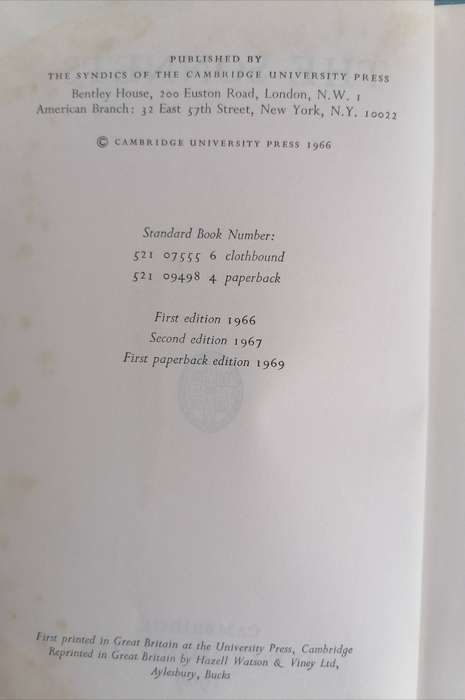 PUBLISHED BY
THE SYNDICS OF THE CAMBRIDGE UNIVERSITY PRESS
Bentley House, 200 Euston Road, London, N.W. 1
American Branch: 32 East 57th Street, New York, N.Y. 10022
© CAMBRIDGE UNIVERSITY PRESS 1966
Standard Book Number:
521 07555 6 clothbound
521 09498 4 paperback
First edition 1966
Second edition 1967
First paperback edition 1969
First printed in Great Britain at the University Press, Cambridge
Reprinted in Great Britain by Hazell Watson & Viney Ltd,
Aylesbury, Bucks